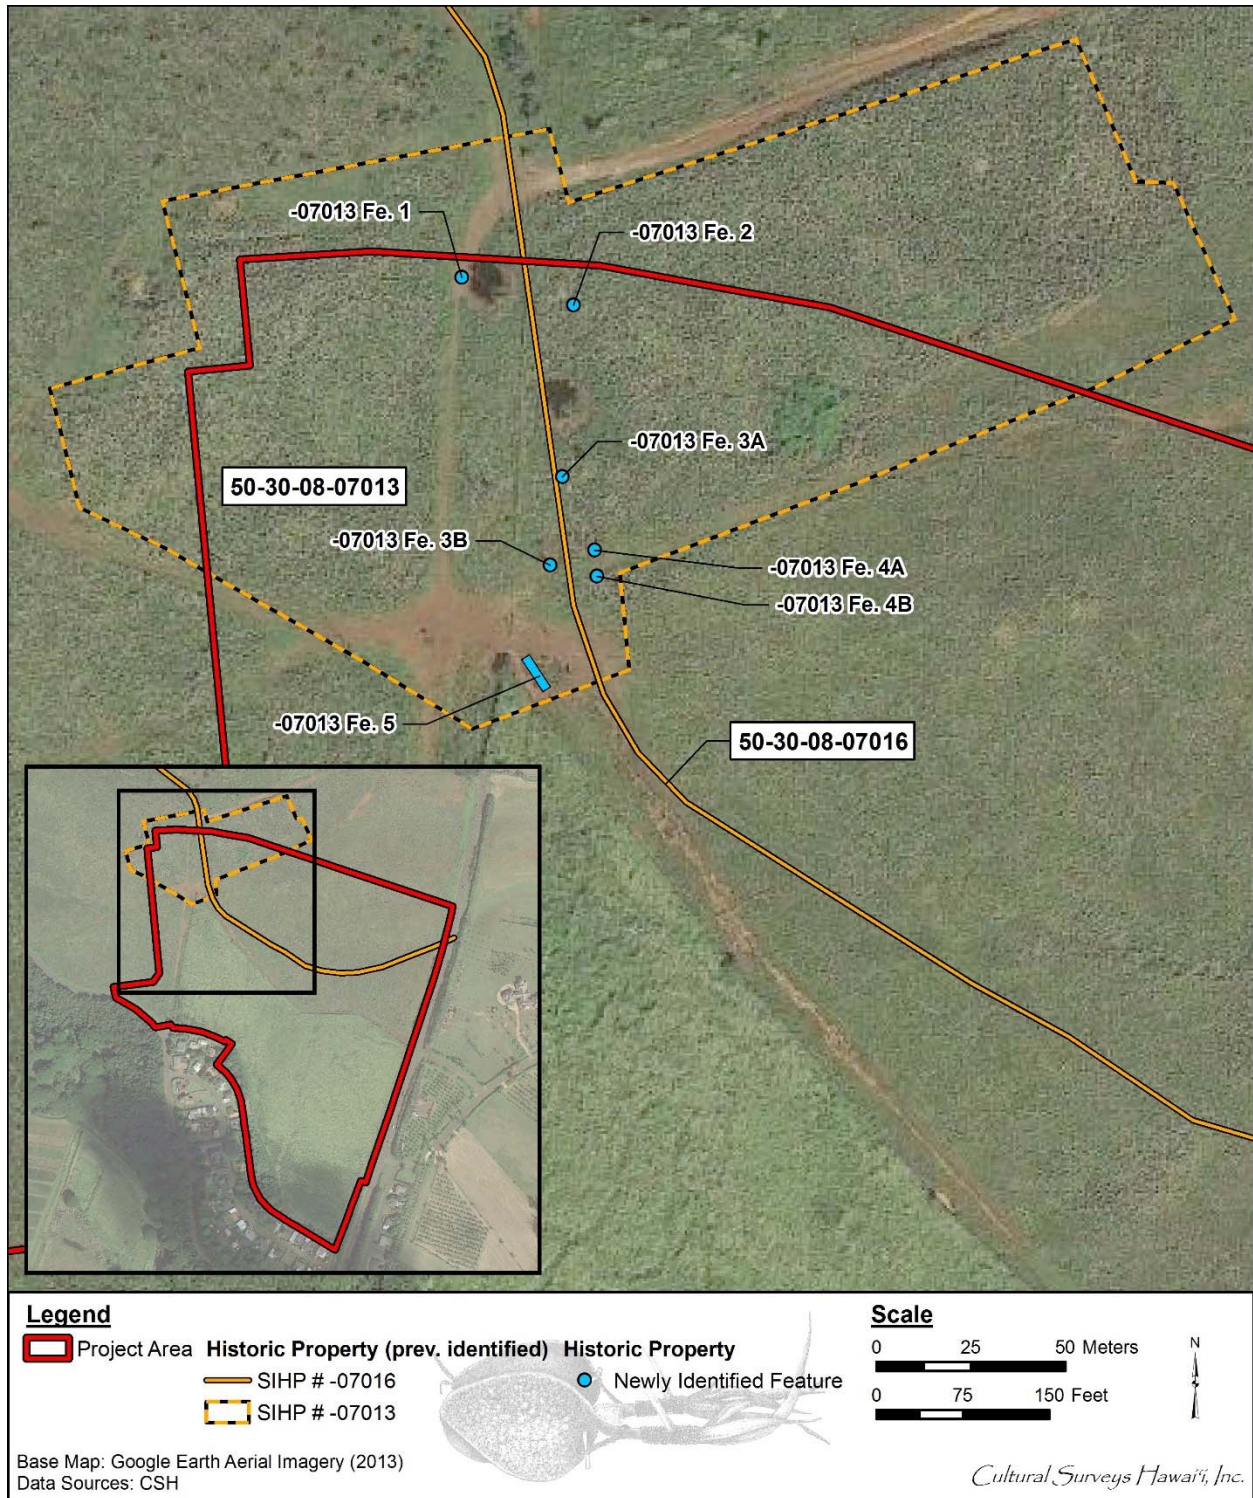 -07013 Fe. 1
-07013 Fe. 2
-07013 Fe. 3A
50-30-08-07013
-07013 Fe. 3B
-07013 Fe. 4A
-07013 Fe. 4B
-07013 Fe. 5
50-30-08-07016
Legend
Project Area
Historic Property (prev. identified)
SIHP # -07016
SIHP # -07013
Historic Property
Newly Identified Feature
Scale
0 25 50 Meters
0 75 150 Feet
N
Base Map: Google Earth Aerial Imagery (2013)
Data Sources: CSH
Cultural Surveys Hawaiʻi, Inc.